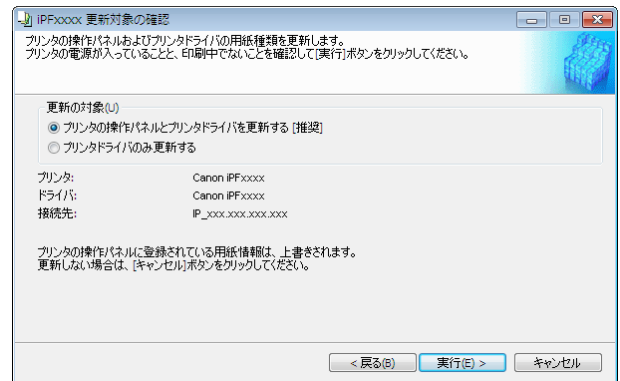 iPFxxxx 更新対象の確認
プリンタの操作パネルおよびプリンタドライバの用紙種類を更新します。
プリンタの電源が入っていることと、印刷中でないことを確認して[実行]ボタンをクリックしてください。
更新の対象(U)
プリンタの操作パネルとプリンタドライバを更新する [推奨]
プリンタドライバのみ更新する
プリンタ: Canon iPFxxxx
ドライバ: Canon iPFxxxx
接続先: IP_xxx.xxx.xxx.xxx
プリンタの操作パネルに登録されている用紙情報は、上書きされます。
更新しない場合は、[キャンセル]ボタンをクリックしてください。
< 戻る(B) 実行(E) > キャンセル